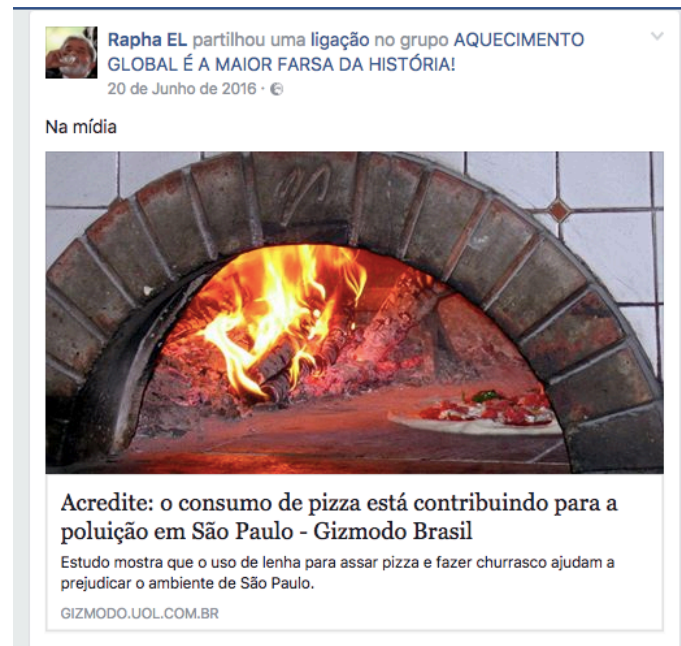 Rapha EL partilhou uma ligação no grupo AQUECIMENTO
GLOBAL É A MAIOR FARSA DA HISTÓRIA!
20 de Junho de 2016 ·
Na mídia
Acredite: o consumo de pizza está contribuindo para a
poluição em São Paulo - Gizmodo Brasil
Estudo mostra que o uso de lenha para assar pizza e fazer churrasco ajudam a
prejudicar o ambiente de São Paulo.
GIZMODO.UOL.COM.BR